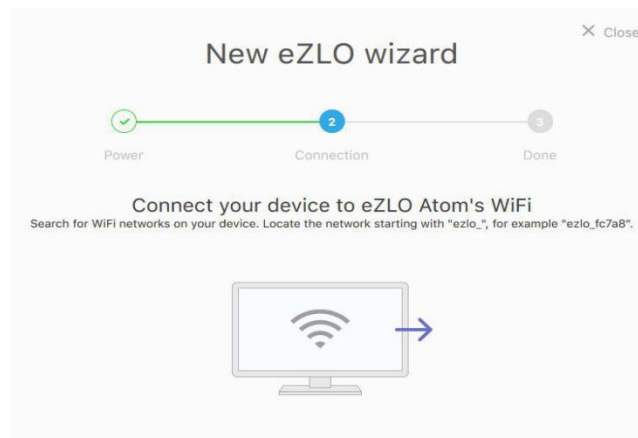 Close
New eZLO wizard
2
3
Power
Connection
Done
Connect your device to eZLO Atom's WiFi
Search for WiFi networks on your device. Locate the network starting with "ezlo_", for example "ezlo_fc7a8".